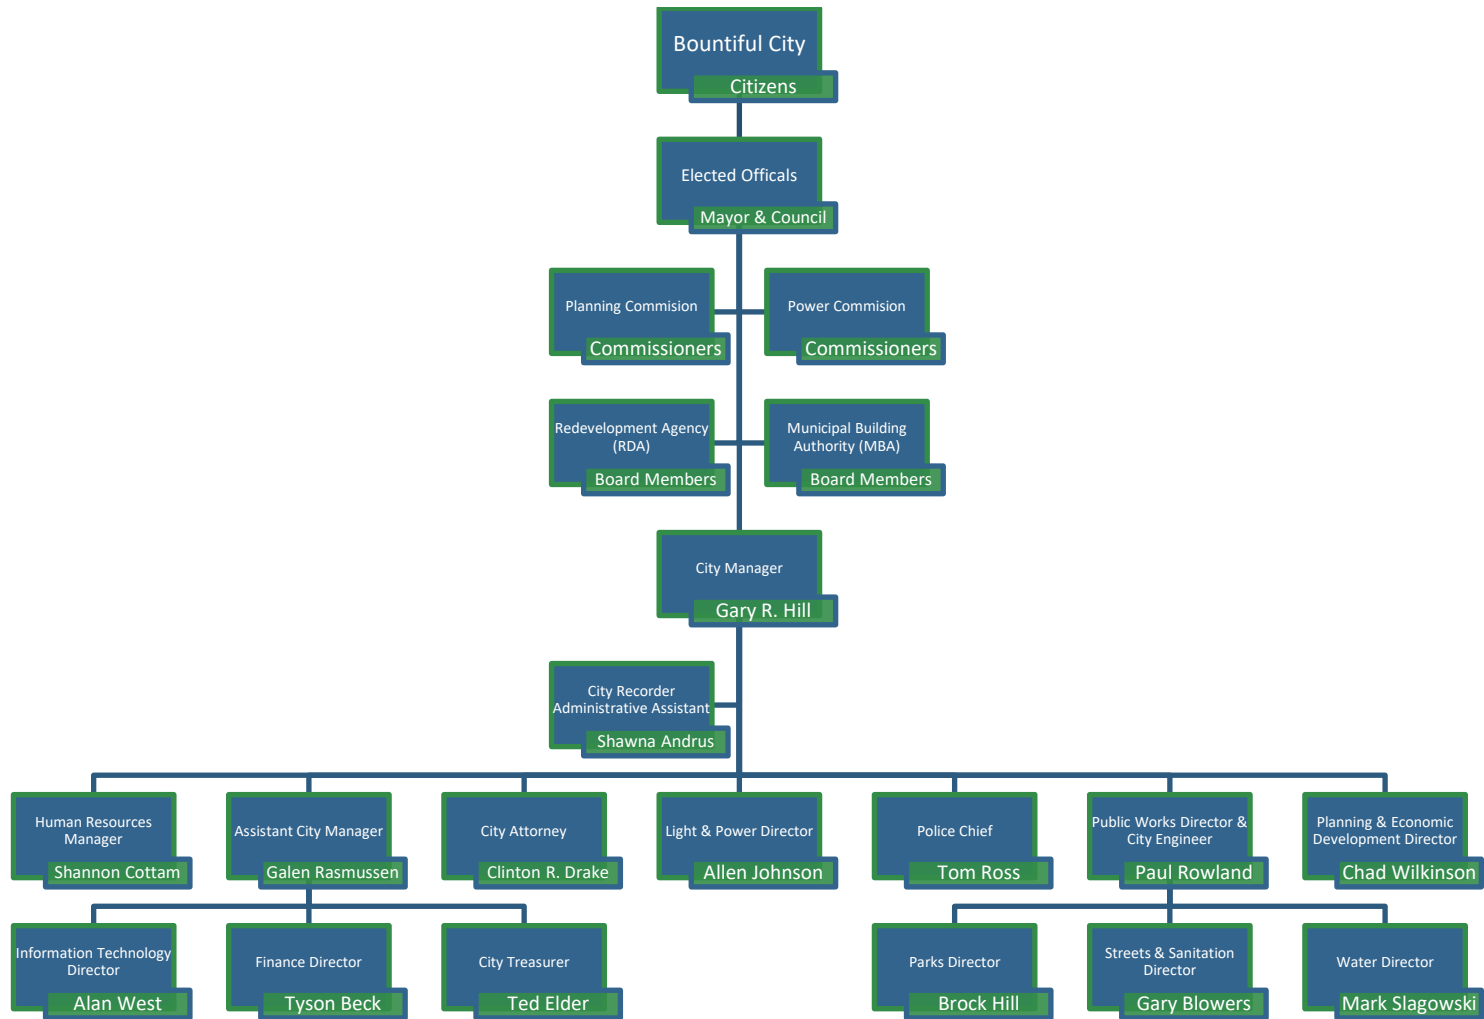 Bountiful City
Citizens
Elected Officals
Mayor & Council
Planning Commision
Commissioners
Power Commision
Commissioners
Redevelopment Agency
(RDA)
Board Members
Municipal Building
Authority (MBA)
Board Members
City Manager
Gary R. Hill
City Recorder
Administrative Assistant
Shawna Andrus
Human Resources
Manager
Shannon Cottam
Assistant City Manager
Galen Rasmussen
City Attorney
Clinton R. Drake
Light & Power Director
Allen Johnson
Police Chief
Tom Ross
Public Works Director &
City Engineer
Paul Rowland
Planning & Economic
Development Director
Chad Wilkinson
Information Technology
Director
Alan West
Finance Director
Tyson Beck
City Treasurer
Ted Elder
Parks Director
Brock Hill
Streets & Sanitation
Director
Gary Blowers
Water Director
Mark Slagowski